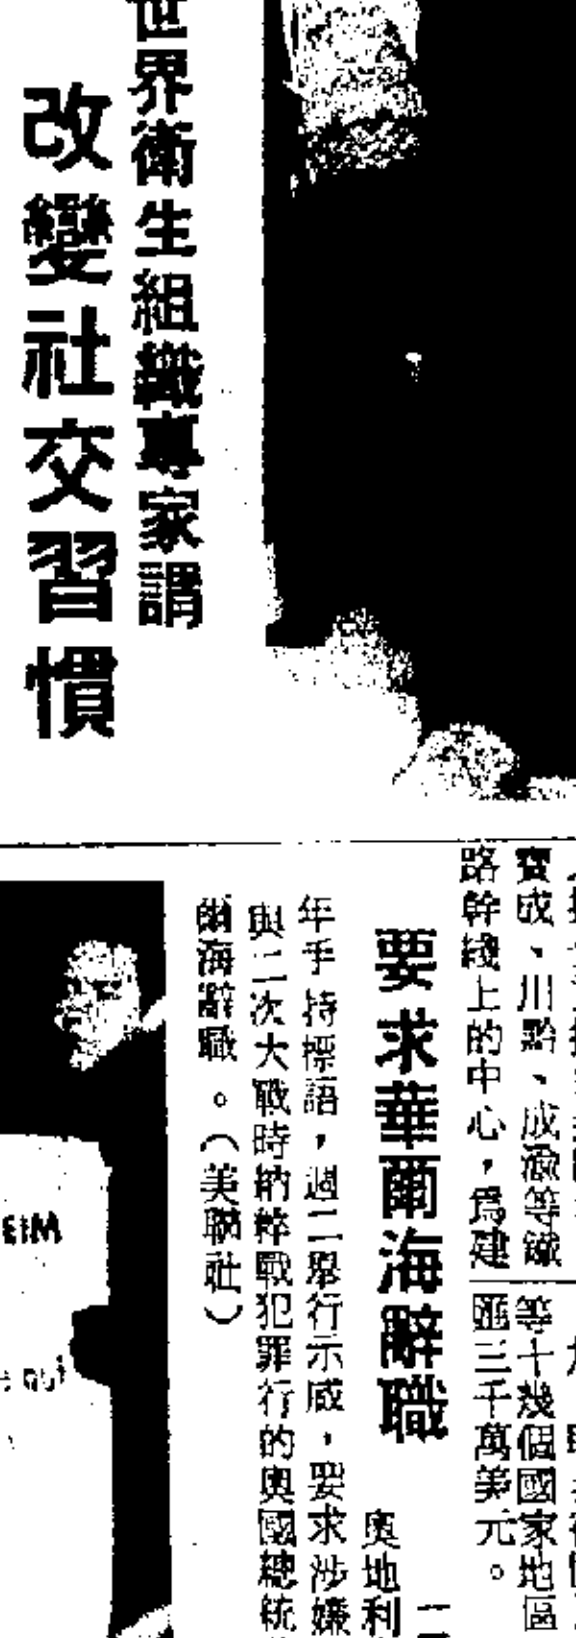 世界衛生組織專家謂
改變社交習慣
寶成、川黔、成渝等鐵
路幹綫上的中心，爲建
等十幾個國家地區
匯三千萬美元。
要求華爾海辭職
奧地利
年手持標語，週二舉行示威，要求涉嫌
與二次大戰時納粹戰犯罪行的奧國總統
爾海辭職。（美聯社）
EIM
qui